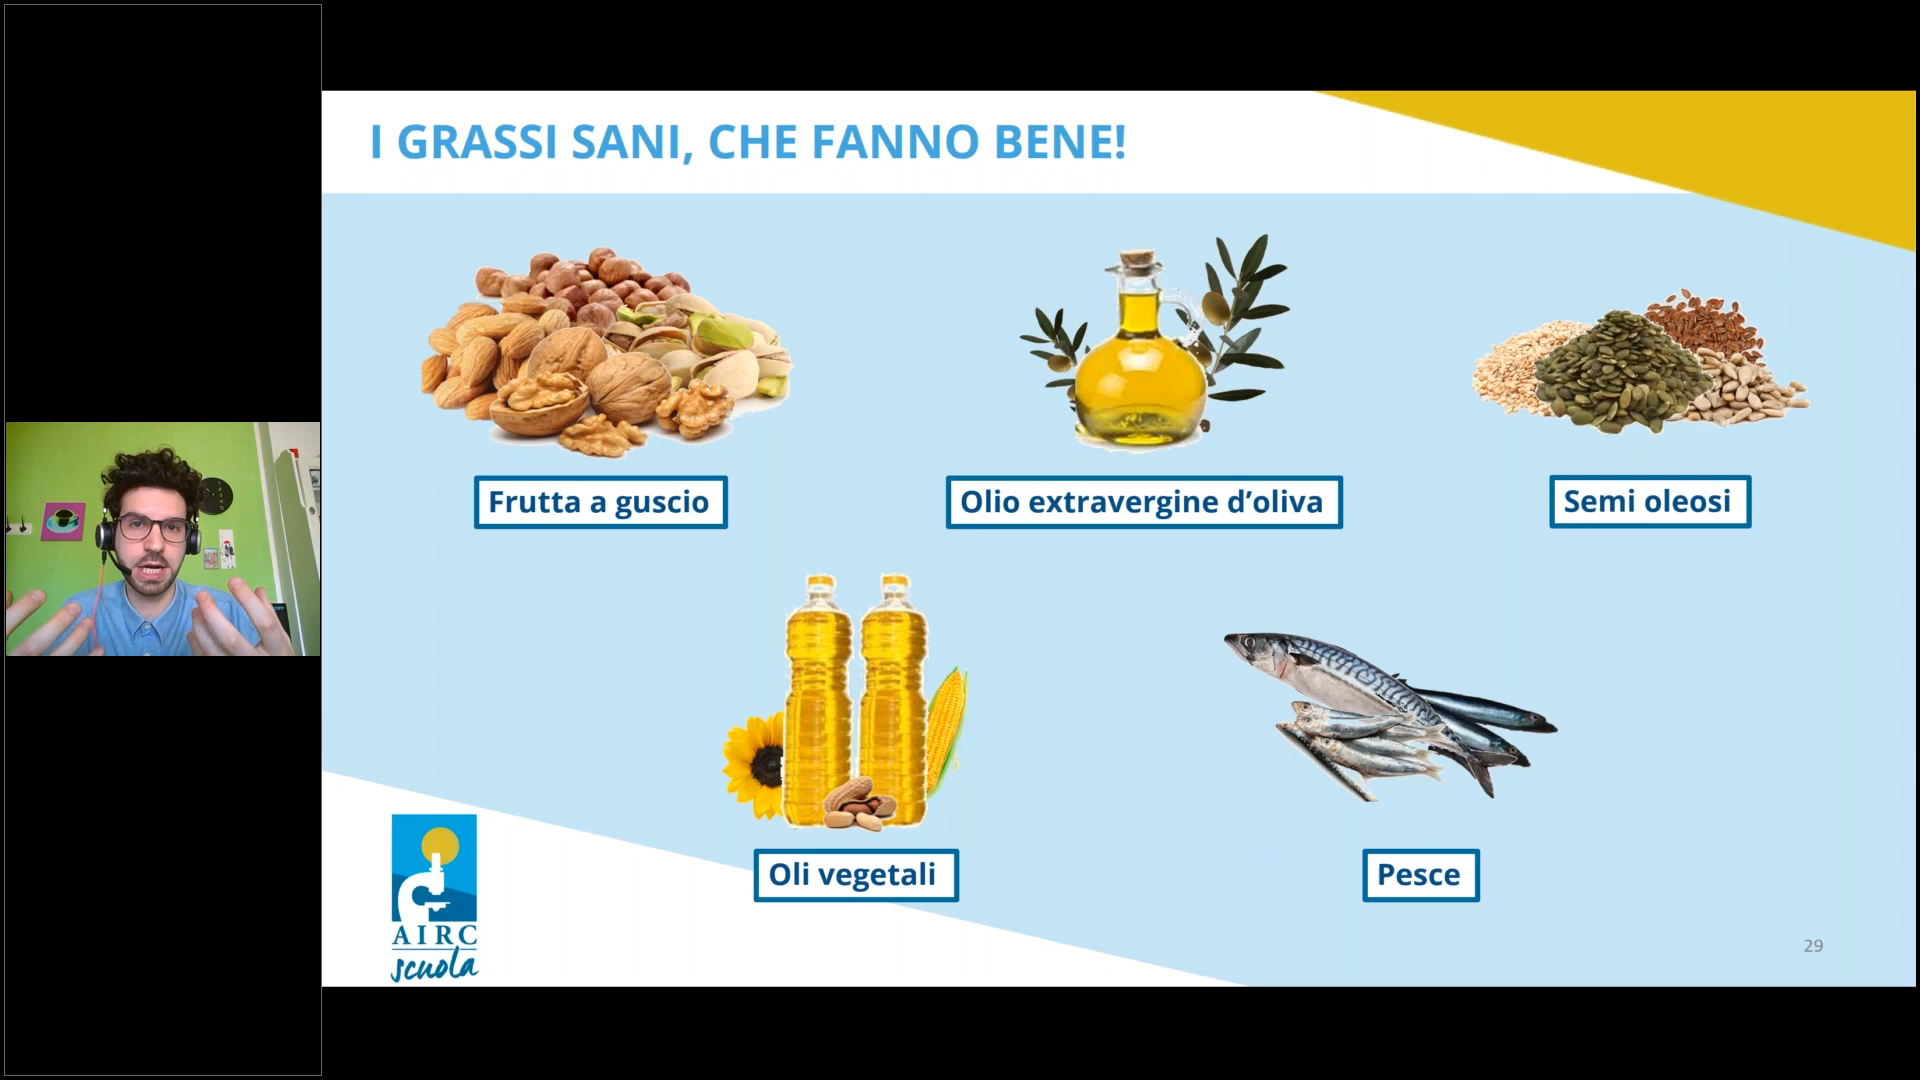 I GRASSI SANI, CHE FANNO BENE!
Frutta a guscio
Olio extravergine d’oliva
Semi oleosi
Oli vegetali
Pesce
AIRC
scuola
29